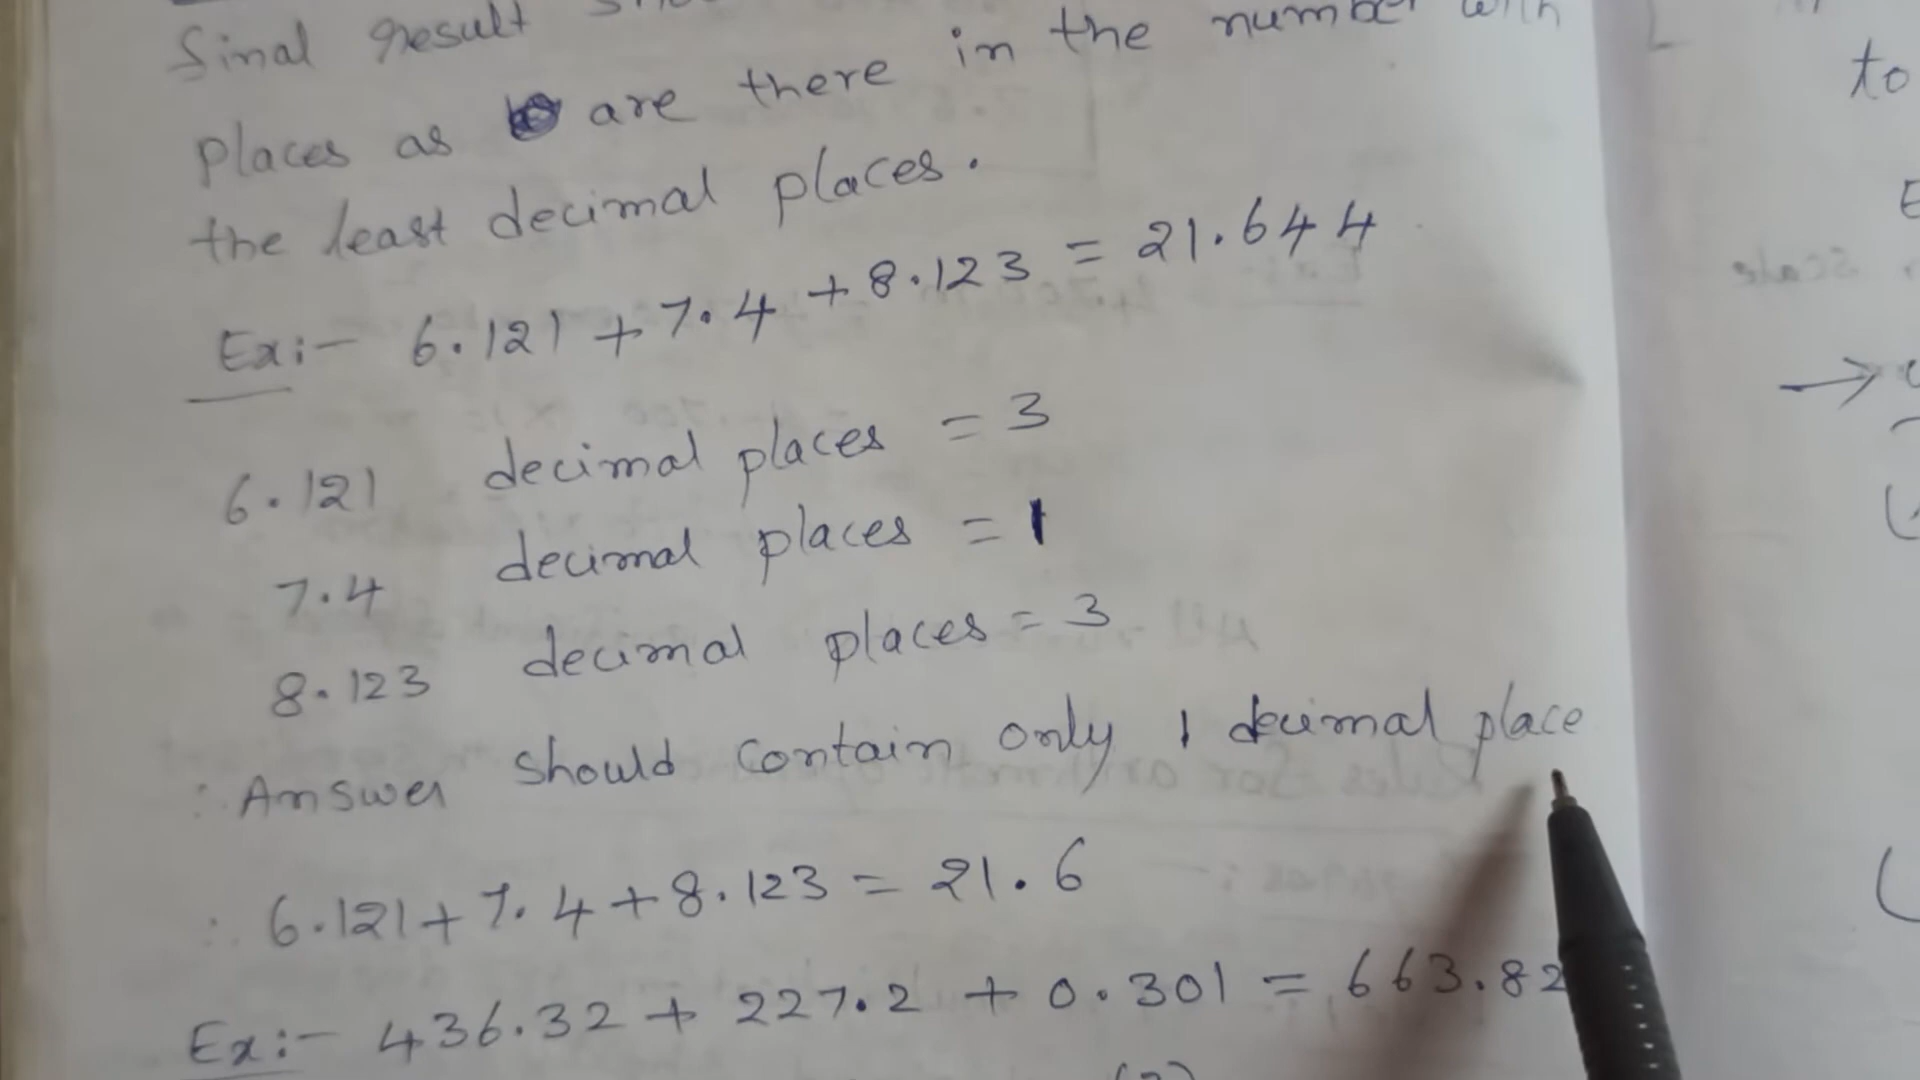 final result
places as are there in the number with
the least decimal places.
Ex:- 6.121 + 7.4 + 8.123 = 21.644
6.121 decimal places = 3
7.4 decimal places = 1
8.123 decimal places = 3
∴ Answer should contain only 1 decimal place
∴ 6.121 + 7.4 + 8.123 = 21.6
Ex:- 436.32 + 227.2 + 0.301 = 663.82
to